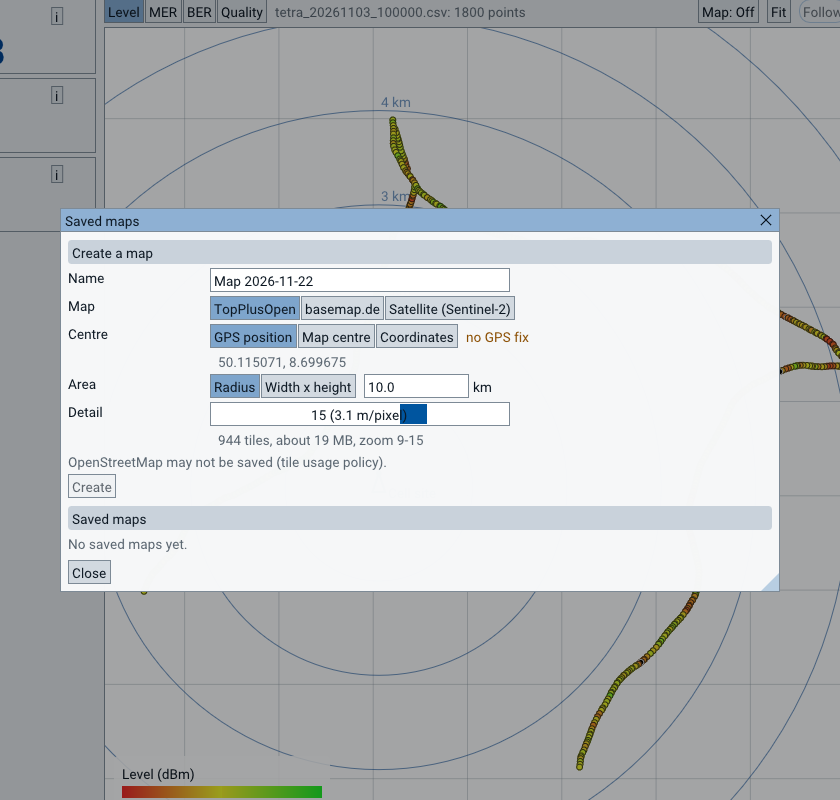 i
Level MER BER Quality tetra_20261103_100000.csv: 1800 points Map: Off Fit Follow
i
4 km
i
3 km
Saved maps
Create a map
Name Map 2026-11-22
Map TopPlusOpen basemap.de Satellite (Sentinel-2)
Centre GPS position Map centre Coordinates no GPS fix
50.115071, 8.699675
Area Radius Width x height 10.0 km
Detail 15 (3.1 m/pixel)
944 tiles, about 19 MB, zoom 9-15
OpenStreetMap may not be saved (tile usage policy).
Create
Saved maps
No saved maps yet.
Close
Level (dBm)